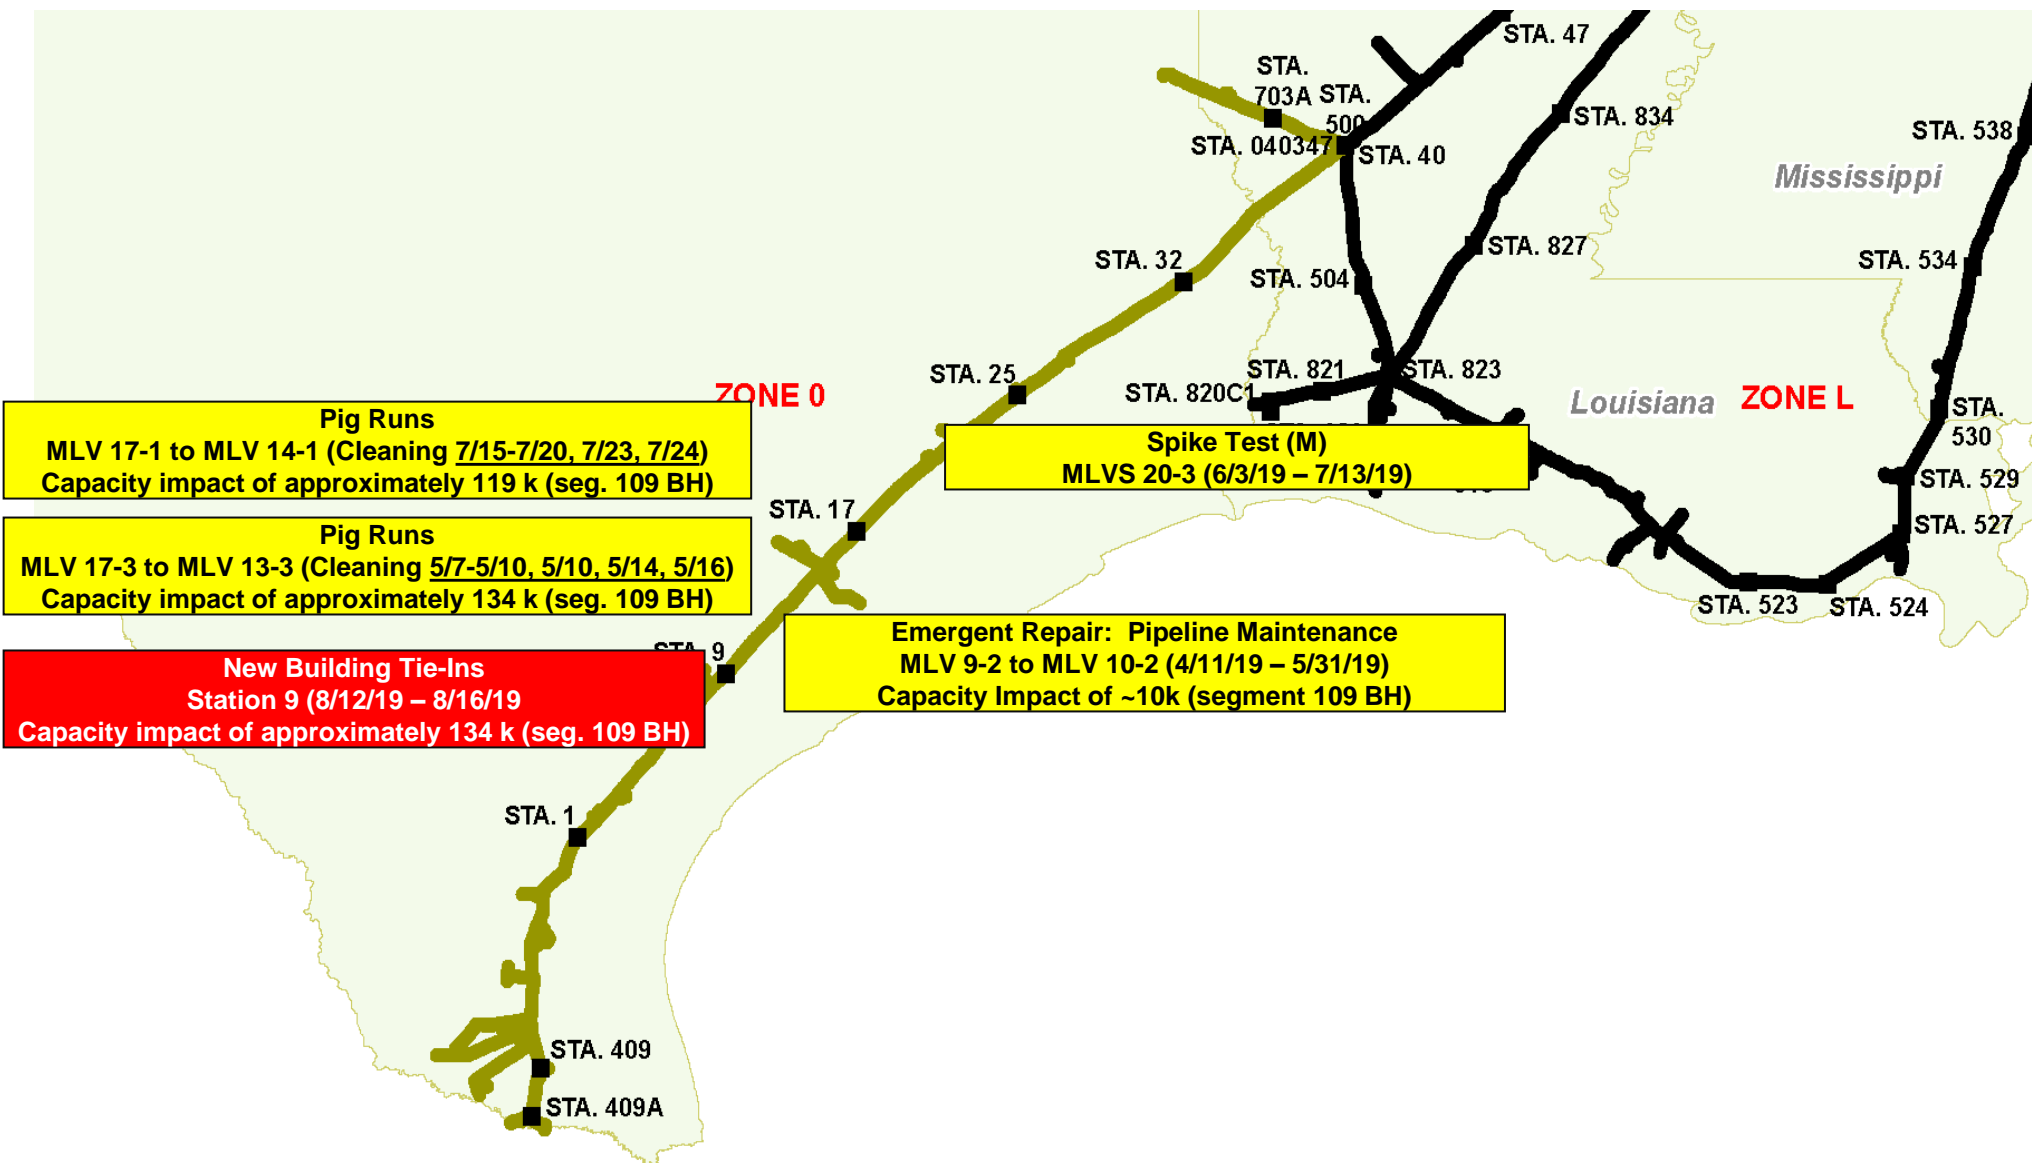 STA. 47
STA.
703A
STA.
500
STA. 040347
STA. 40
STA. 834
STA. 538
Mississippi
STA. 827
STA. 32
STA. 504
STA. 534
STA. 25
STA. 821
STA. 823
STA. 820C1
ZONE 0
Louisiana
ZONE L
STA.
530
Pig Runs
MLV 17-1 to MLV 14-1 (Cleaning 7/15-7/20, 7/23, 7/24)
Capacity impact of approximately 119 k (seg. 109 BH)
Spike Test (M)
MLVS 20-3 (6/3/19 – 7/13/19)
STA. 529
STA. 17
STA. 527
Pig Runs
MLV 17-3 to MLV 13-3 (Cleaning 5/7-5/10, 5/10, 5/14, 5/16)
Capacity impact of approximately 134 k (seg. 109 BH)
STA. 523
STA. 524
STA. 9
Emergent Repair:  Pipeline Maintenance
MLV 9-2 to MLV 10-2 (4/11/19 – 5/31/19)
Capacity Impact of ~10k (segment 109 BH)
New Building Tie-Ins
Station 9 (8/12/19 – 8/16/19
Capacity impact of approximately 134 k (seg. 109 BH)
STA. 1
STA. 409
STA. 409A